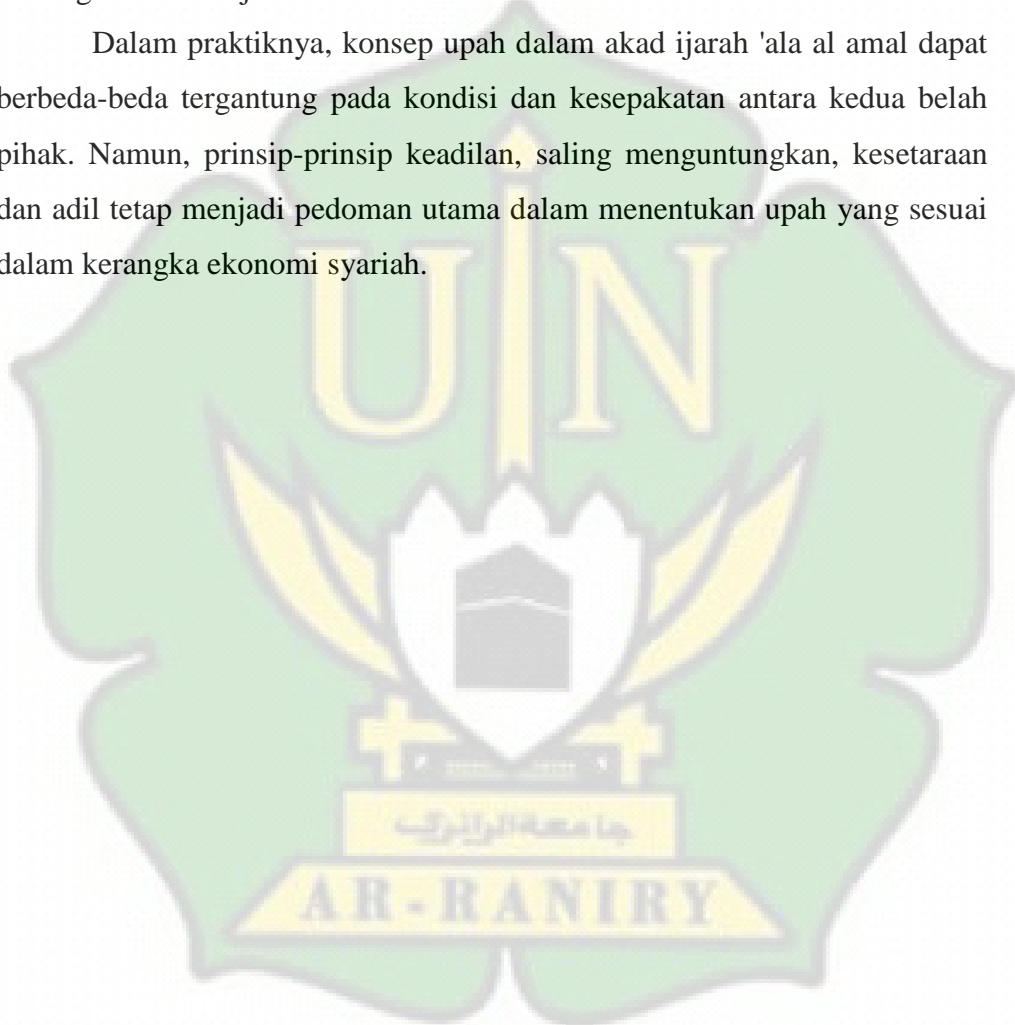 Dalam praktiknya, konsep upah dalam akad ijarah 'ala al amal dapat
berbeda-beda tergantung pada kondisi dan kesepakatan antara kedua belah
pihak. Namun, prinsip-prinsip keadilan, saling menguntungkan, kesetaraan
dan adil tetap menjadi pedoman utama dalam menentukan upah yang sesuai
dalam kerangka ekonomi syariah.
UIN
جامعة الرانري
AR-RANIRY